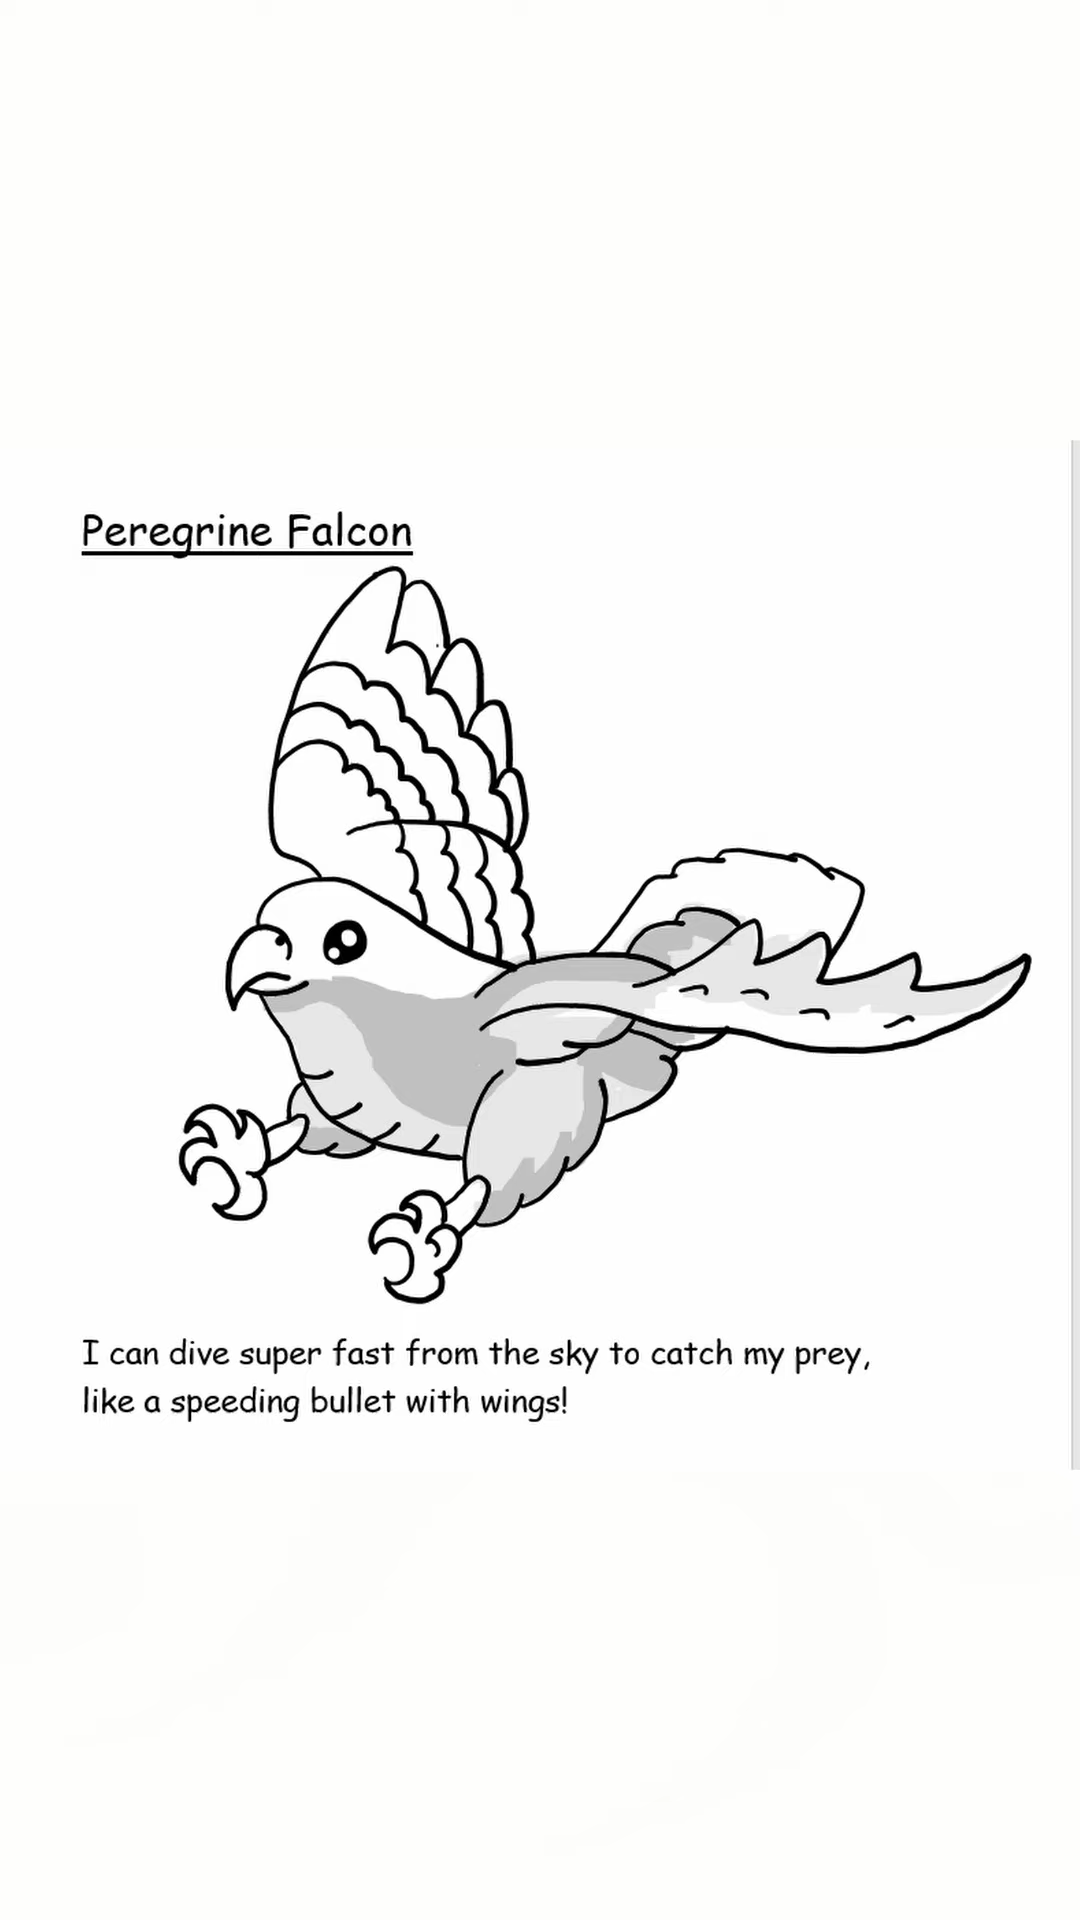 Peregrine Falcon
I can dive super fast from the sky to catch my prey,
like a speeding bullet with wings!